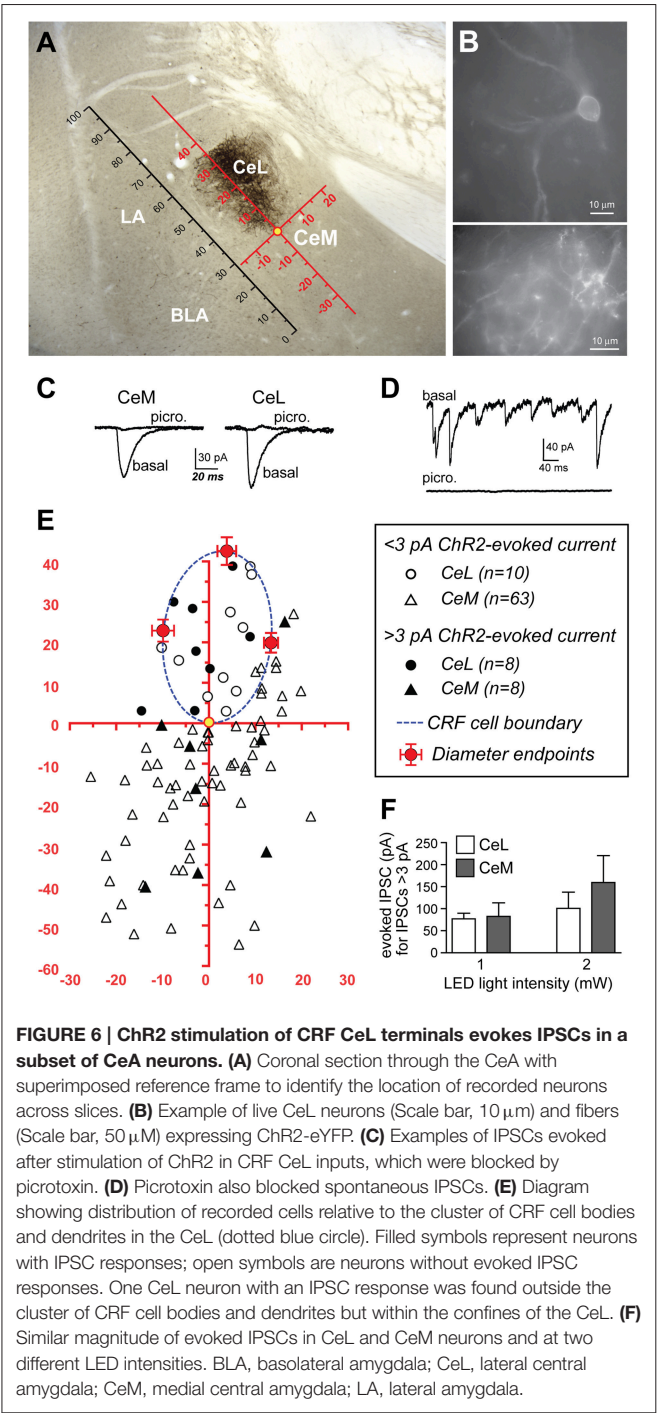 A
B
100
90
80
70
60
50
40
30
20
10
0
40
30
20
10
20
10
-10
-10
-20
-30
CeL
CeM
LA
BLA
10 µm
10 µm
C
CeM
picro.
basal
30 pA
20 ms
CeL
picro.
basal
D
basal
40 pA
40 ms
picro.
E
40
30
20
10
0
-10
-20
-30
-40
-50
-60
-30 -20 -10 0 10 20 30
<3 pA ChR2-evoked current
CeL (n=10)
CeM (n=63)
>3 pA ChR2-evoked current
CeL (n=8)
CeM (n=8)
CRF cell boundary
Diameter endpoints
F
evoked IPSC (pA)
for IPSCs >3 pA
250
200
150
100
50
0
CeL
CeM
1 2
LED light intensity (mW)
FIGURE 6 | ChR2 stimulation of CRF CeL terminals evokes IPSCs in a
subset of CeA neurons. (A) Coronal section through the CeA with
superimposed reference frame to identify the location of recorded neurons
across slices. (B) Example of live CeL neurons (Scale bar, 10 µm) and fibers
(Scale bar, 50 µM) expressing ChR2-eYFP. (C) Examples of IPSCs evoked
after stimulation of ChR2 in CRF CeL inputs, which were blocked by
picrotoxin. (D) Picrotoxin also blocked spontaneous IPSCs. (E) Diagram
showing distribution of recorded cells relative to the cluster of CRF cell bodies
and dendrites in the CeL (dotted blue circle). Filled symbols represent neurons
with IPSC responses; open symbols are neurons without evoked IPSC
responses. One CeL neuron with an IPSC response was found outside the
cluster of CRF cell bodies and dendrites but within the confines of the CeL. (F)
Similar magnitude of evoked IPSCs in CeL and CeM neurons and at two
different LED intensities. BLA, basolateral amygdala; CeL, lateral central
amygdala; CeM, medial central amygdala; LA, lateral amygdala.